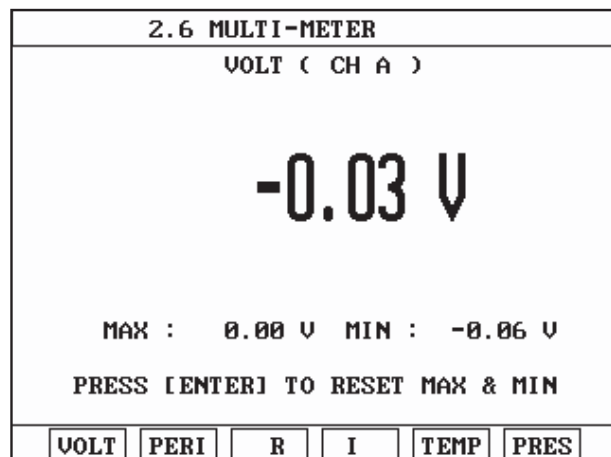 2.6 MULTI-METER
VOLT ( CH A )
-0.03 V
MAX : 0.00 V MIN : -0.06 V
PRESS [ENTER] TO RESET MAX & MIN
VOLT PERI R I TEMP PRES